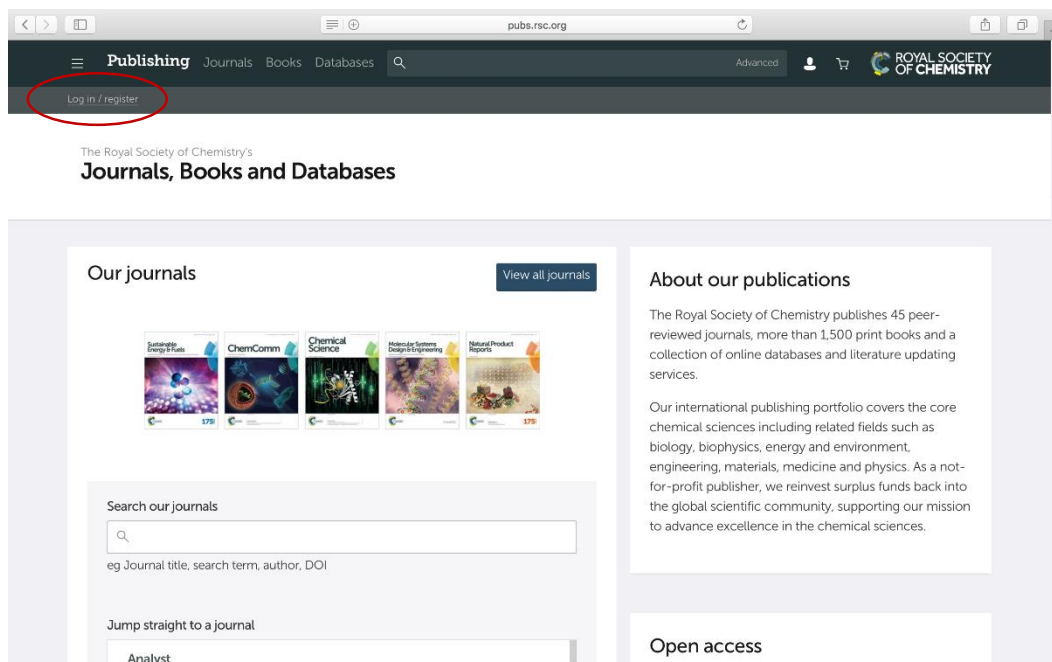 pubs.rsc.org
Publishing Journals Books Databases Advanced ROYAL SOCIETY
OF CHEMISTRY
Log in / register
The Royal Society of Chemistry's
Journals, Books and Databases
Our journals
View all journals
Sustainable
Energy & Fuels
ChemComm
Chemical
Science
Molecular Systems
Design & Engineering
Natural Product
Reports
175
175
Search our journals
eg Journal title, search term, author, DOI
Jump straight to a journal
Analyst
About our publications
The Royal Society of Chemistry publishes 45 peer-
reviewed journals, more than 1,500 print books and a
collection of online databases and literature updating
services.
Our international publishing portfolio covers the core
chemical sciences including related fields such as
biology, biophysics, energy and environment,
engineering, materials, medicine and physics. As a not-
for-profit publisher, we reinvest surplus funds back into
the global scientific community, supporting our mission
to advance excellence in the chemical sciences.
Open access